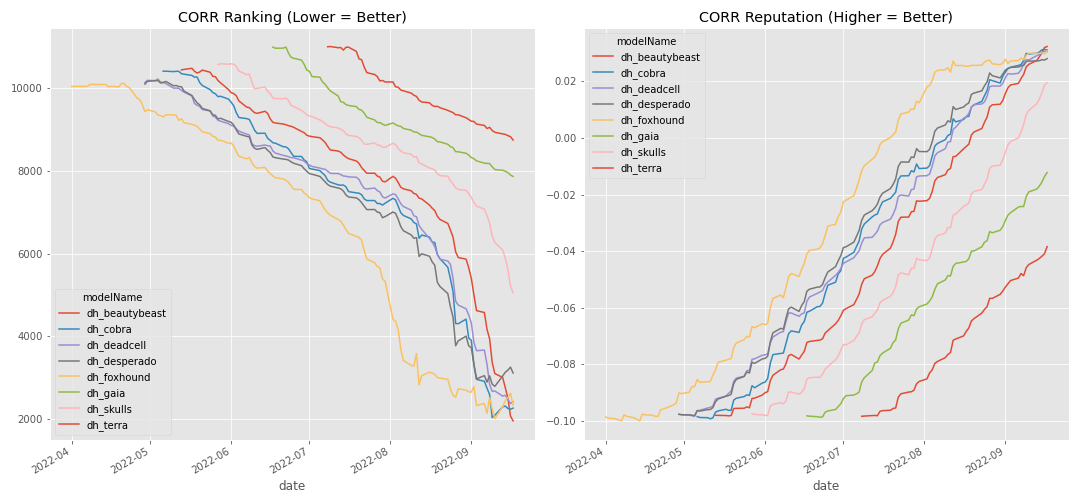 CORR Ranking (Lower = Better)
10000
8000
6000
4000
2000
modelName
dh_beautybeast
dh_cobra
dh_deadcell
dh_desperado
dh_foxhound
dh_gaia
dh_skulls
dh_terra
2022-04
2022-05
2022-06
2022-07
2022-08
2022-09
date
CORR Reputation (Higher = Better)
modelName
dh_beautybeast
dh_cobra
dh_deadcell
dh_desperado
dh_foxhound
dh_gaia
dh_skulls
dh_terra
0.02
0.00
−0.02
−0.04
−0.06
−0.08
−0.10
2022-04
2022-05
2022-06
2022-07
2022-08
2022-09
date